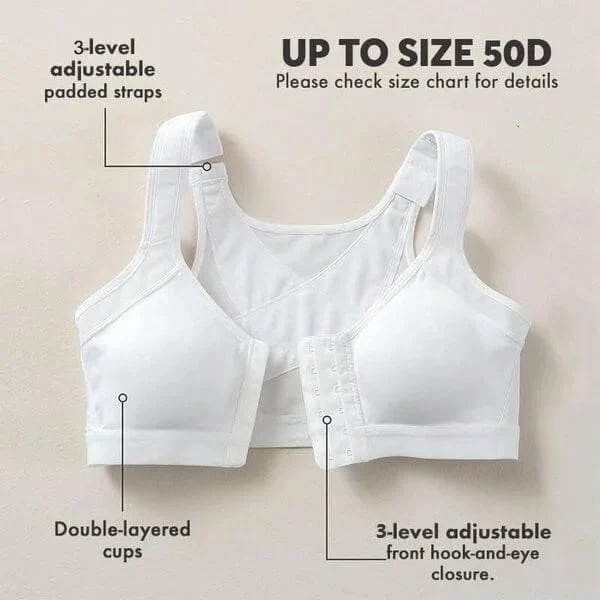 3-level
adjustable
padded straps
UP TO SIZE 50D
Please check size chart for details
Double-layered
cups
3-level adjustable
front hook-and-eye
closure.